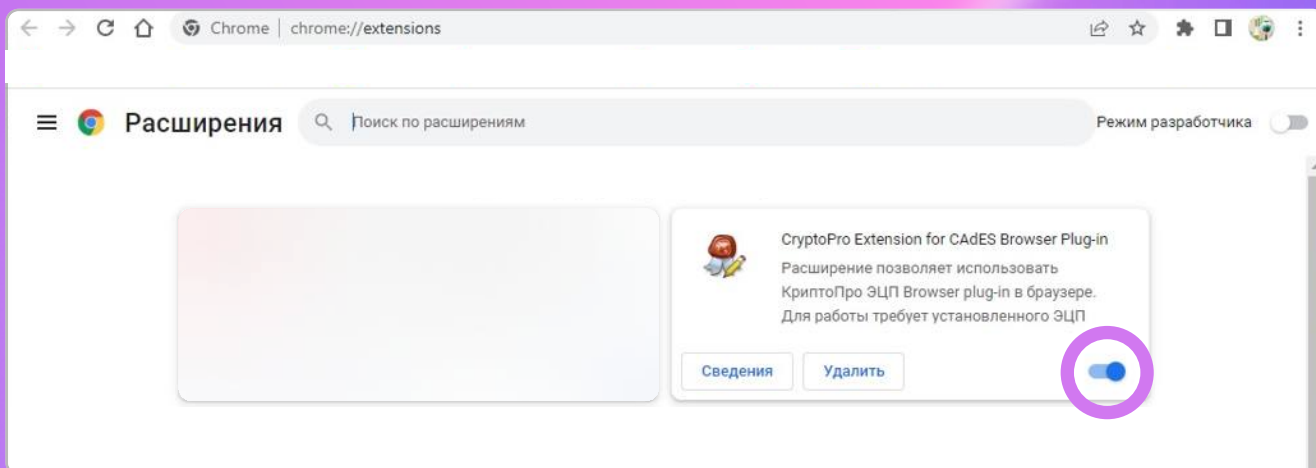 Chrome | chrome://extensions
Расширения
Поиск по расширениям
Режим разработчика
CryptoPro Extension for CAdES Browser Plug-in
Расширение позволяет использовать
КриптоПро ЭЦП Browser plug-in в браузере.
Для работы требует установленного ЭЦП
Сведения
Удалить